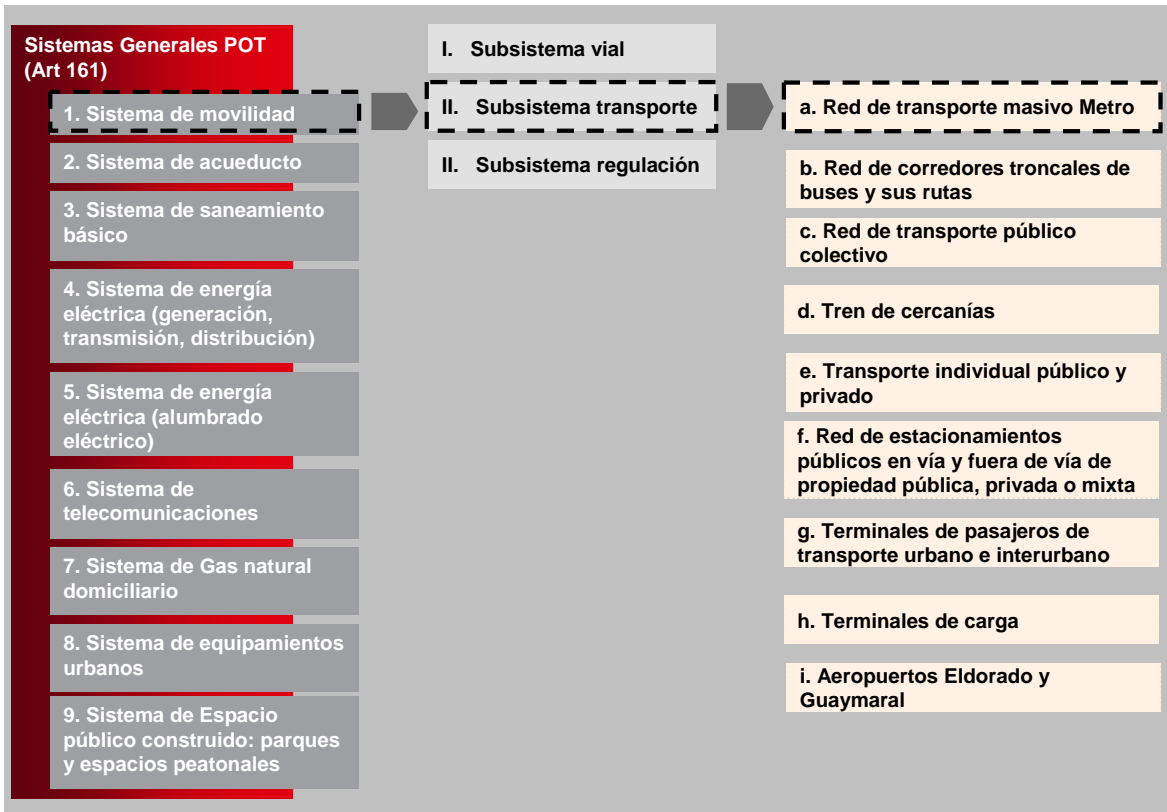 Sistemas Generales POT
(Art 161)
1. Sistema de movilidad
2. Sistema de acueducto
3. Sistema de saneamiento
básico
4. Sistema de energía
eléctrica (generación,
transmisión, distribución)
5. Sistema de energía
eléctrica (alumbrado
eléctrico)
6. Sistema de
telecomunicaciones
7. Sistema de Gas natural
domiciliario
8. Sistema de equipamientos
urbanos
9. Sistema de Espacio
público construido: parques
y espacios peatonales
I. Subsistema vial
II. Subsistema transporte
II. Subsistema regulación
a. Red de transporte masivo Metro
b. Red de corredores troncales de
buses y sus rutas
c. Red de transporte público
colectivo
d. Tren de cercanías
e. Transporte individual público y
privado
f. Red de estacionamientos
públicos en vía y fuera de vía de
propiedad pública, privada o mixta
g. Terminales de pasajeros de
transporte urbano e interurbano
h. Terminales de carga
i. Aeropuertos Eldorado y
Guaymaral